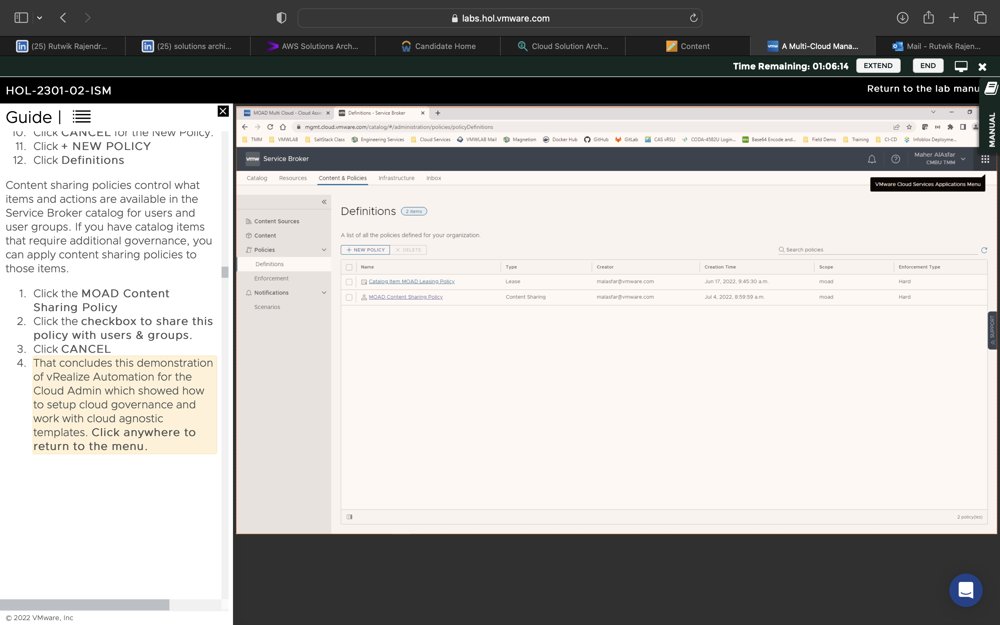 labs.hol.vmware.com
(25) Rutwik Rajendr...
(25) solutions archi...
AWS Solutions Arch...
Candidate Home
Cloud Solution Arch...
Content
vmw A Multi-Cloud Mana...
Mail - Rutwik Rajen...
Time Remaining: 01:06:14
EXTEND
END
HOL-2301-02-ISM
Return to the lab manu
MANUAL
Guide |
10. Click CANCEL for the New Policy.
11. Click + NEW POLICY
12. Click Definitions
Content sharing policies control what
items and actions are available in the
Service Broker catalog for users and
user groups. If you have catalog items
that require additional governance, you
can apply content sharing policies to
those items.
1. Click the MOAD Content
Sharing Policy
2. Click the checkbox to share this
policy with users & groups.
3. Click CANCEL
4. That concludes this demonstration
of vRealize Automation for the
Cloud Admin which showed how
to setup cloud governance and
work with cloud agnostic
templates. Click anywhere to
return to the menu.
© 2022 VMware, Inc
MOAD Multi Cloud - Cloud Asse
Definitions - Service Broker
mgmt.cloud.vmware.com/catalog/#/administration/policies/policyDefinitions
TMM VMWLAB SaltStack Class Engineering Services Cloud Services VMWLAB Mail Magnetism Docker Hub GitHub GitLab CAS vRSLI CODA-4582U Login... Base64 Encode and... Field Demo Training CI-CD Infoblox Deployme...
vmw Service Broker
Maher AlAsfar
CMBU TMM
Catalog Resources Content & Policies Infrastructure Inbox
VMware Cloud Services Applications Menu
Content Sources
Content
Policies
Definitions
Enforcement
Notifications
Scenarios
Definitions 2 items
A list of all the policies defined for your organization.
+ NEW POLICY × DELETE
Search policies
Name Type Creator Creation Time Scope Enforcement Type
Catalog Item MOAD Leasing Policy Lease malasfar@vmware.com Jun 17, 2022, 9:45:30 a.m. moad Hard
MOAD Content Sharing Policy Content Sharing malasfar@vmware.com Jul 4, 2022, 8:59:59 a.m. moad Hard
SUPPORT
2 policy(ies)